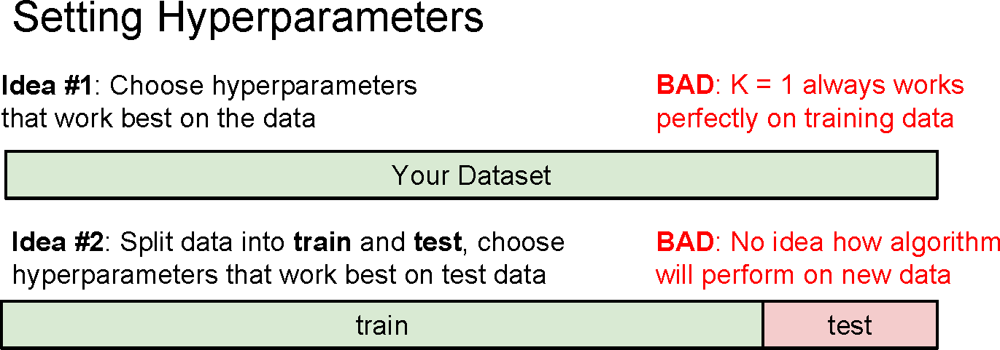 Setting Hyperparameters
Idea #1: Choose hyperparameters
that work best on the data
BAD: K = 1 always works
perfectly on training data
Your Dataset
Idea #2: Split data into train and test, choose
hyperparameters that work best on test data
BAD: No idea how algorithm
will perform on new data
train
test